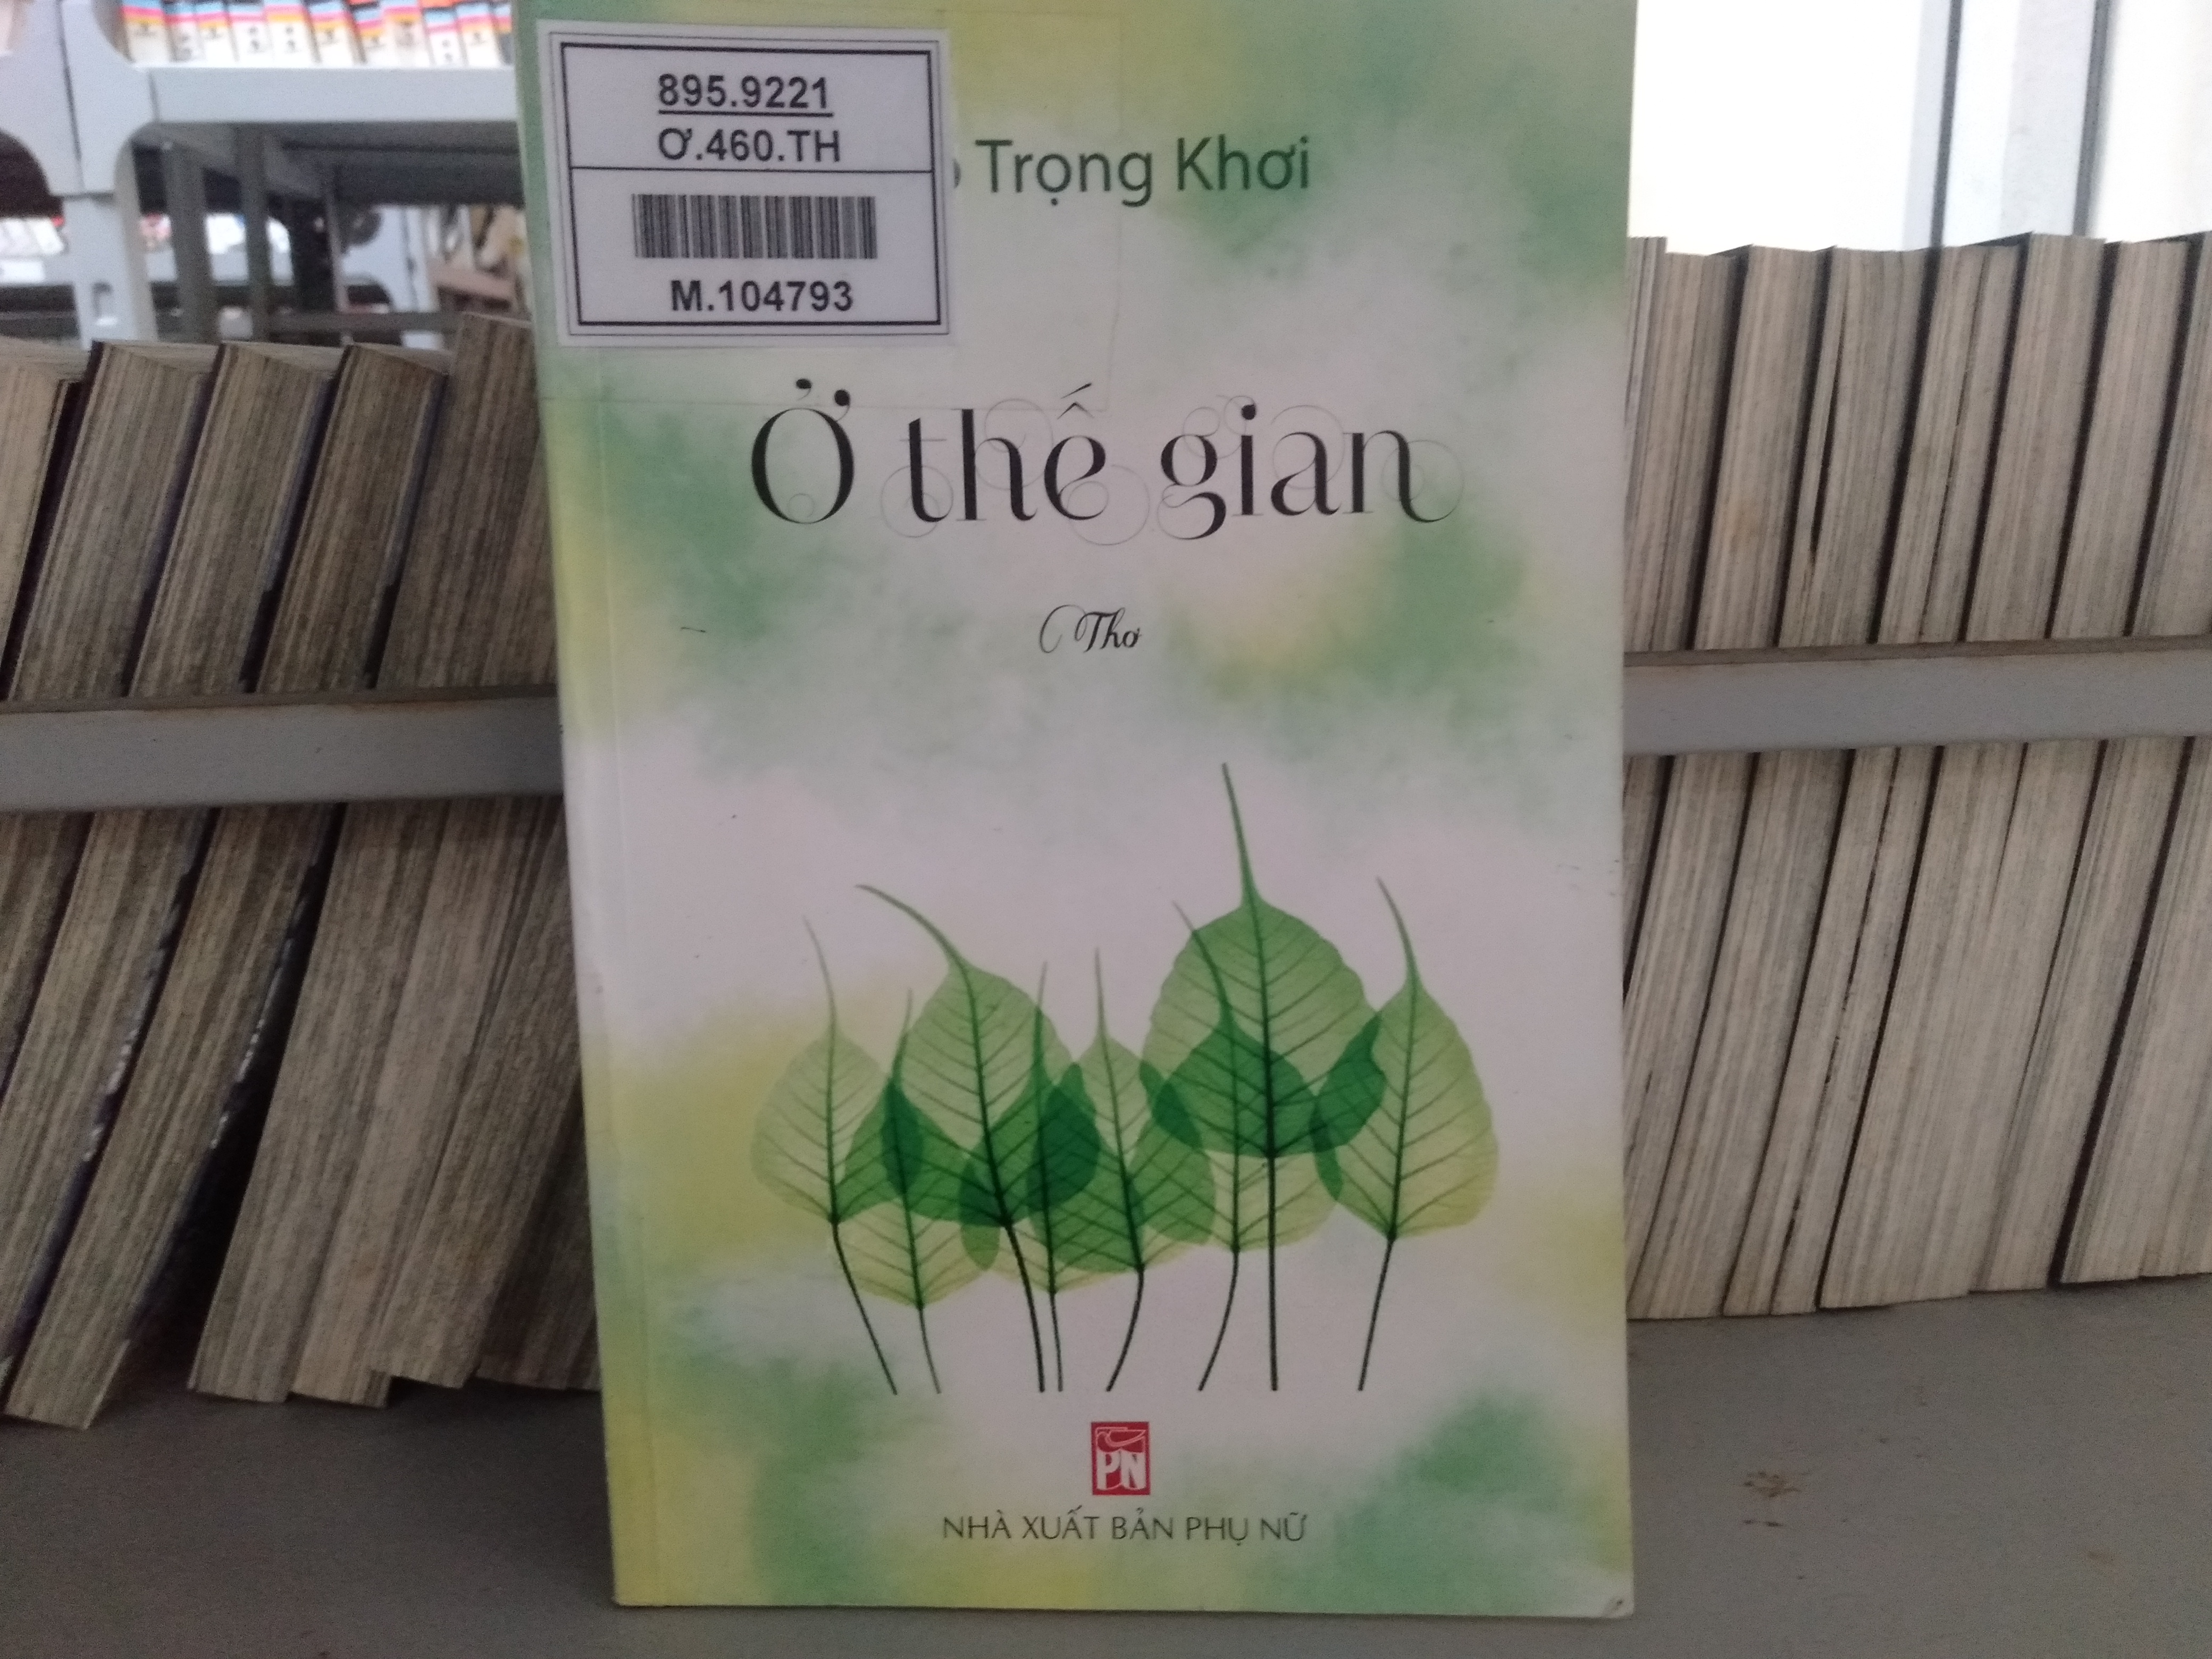 895.9221
Ơ.460.TH
M.104793
Trọng Khơi
Ở thế gian
Thơ
PN
NHÀ XUẤT BẢN PHỤ NỮ